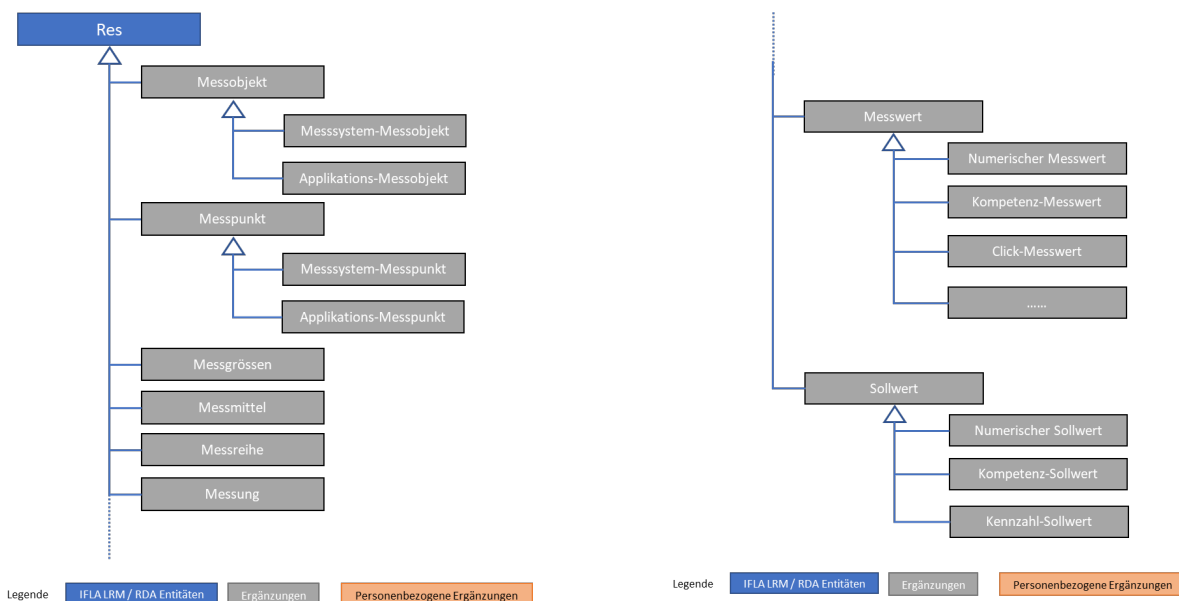 Res
Messobjekt
Messsystem-Messobjekt
Applikations-Messobjekt
Messpunkt
Messsystem-Messpunkt
Applikations-Messpunkt
Messgrössen
Messmittel
Messreihe
Messung
Legende
IFLA LRM / RDA Entitäten
Ergänzungen
Personenbezogene Ergänzungen
Messwert
Numerischer Messwert
Kompetenz-Messwert
Click-Messwert
......
Sollwert
Numerischer Sollwert
Kompetenz-Sollwert
Kennzahl-Sollwert
Legende
IFLA LRM / RDA Entitäten
Ergänzungen
Personenbezogene Ergänzungen